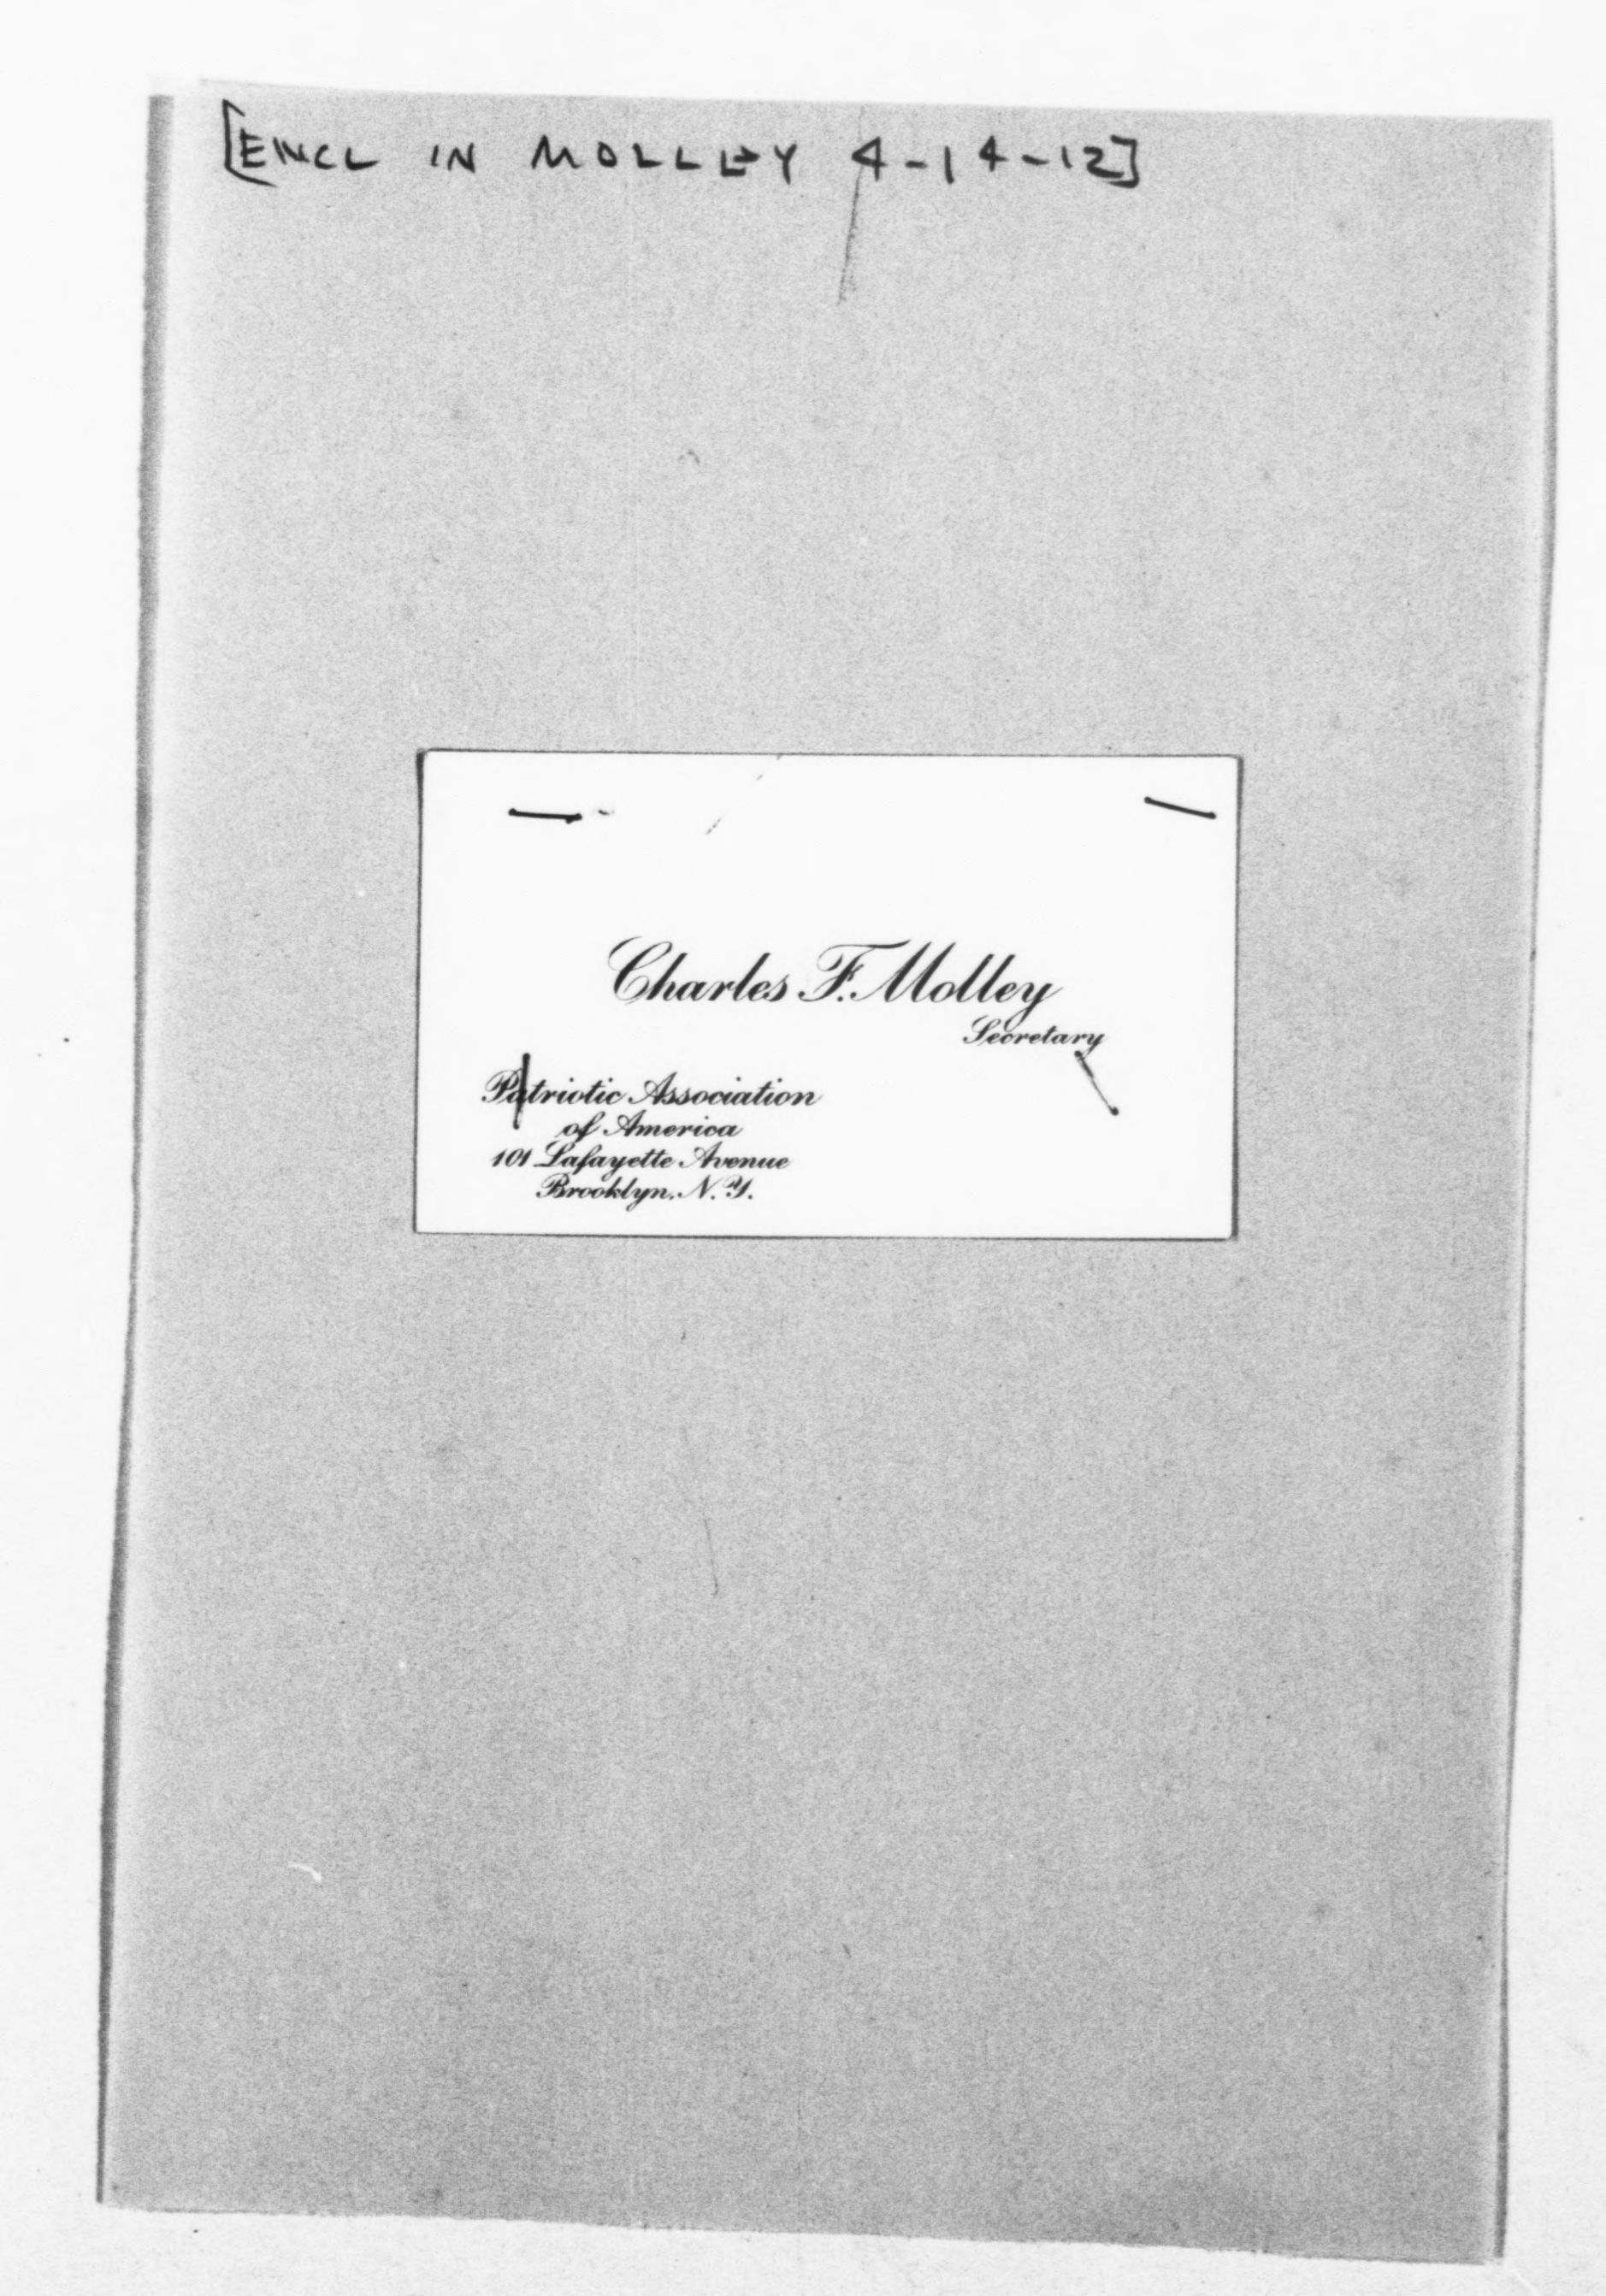 [ENCL IN MOLLEY 4-14-12]
Charles F. Molley
Secretary
Patriotic Association
of America
101 Lafayette Avenue
Brooklyn, N. Y.